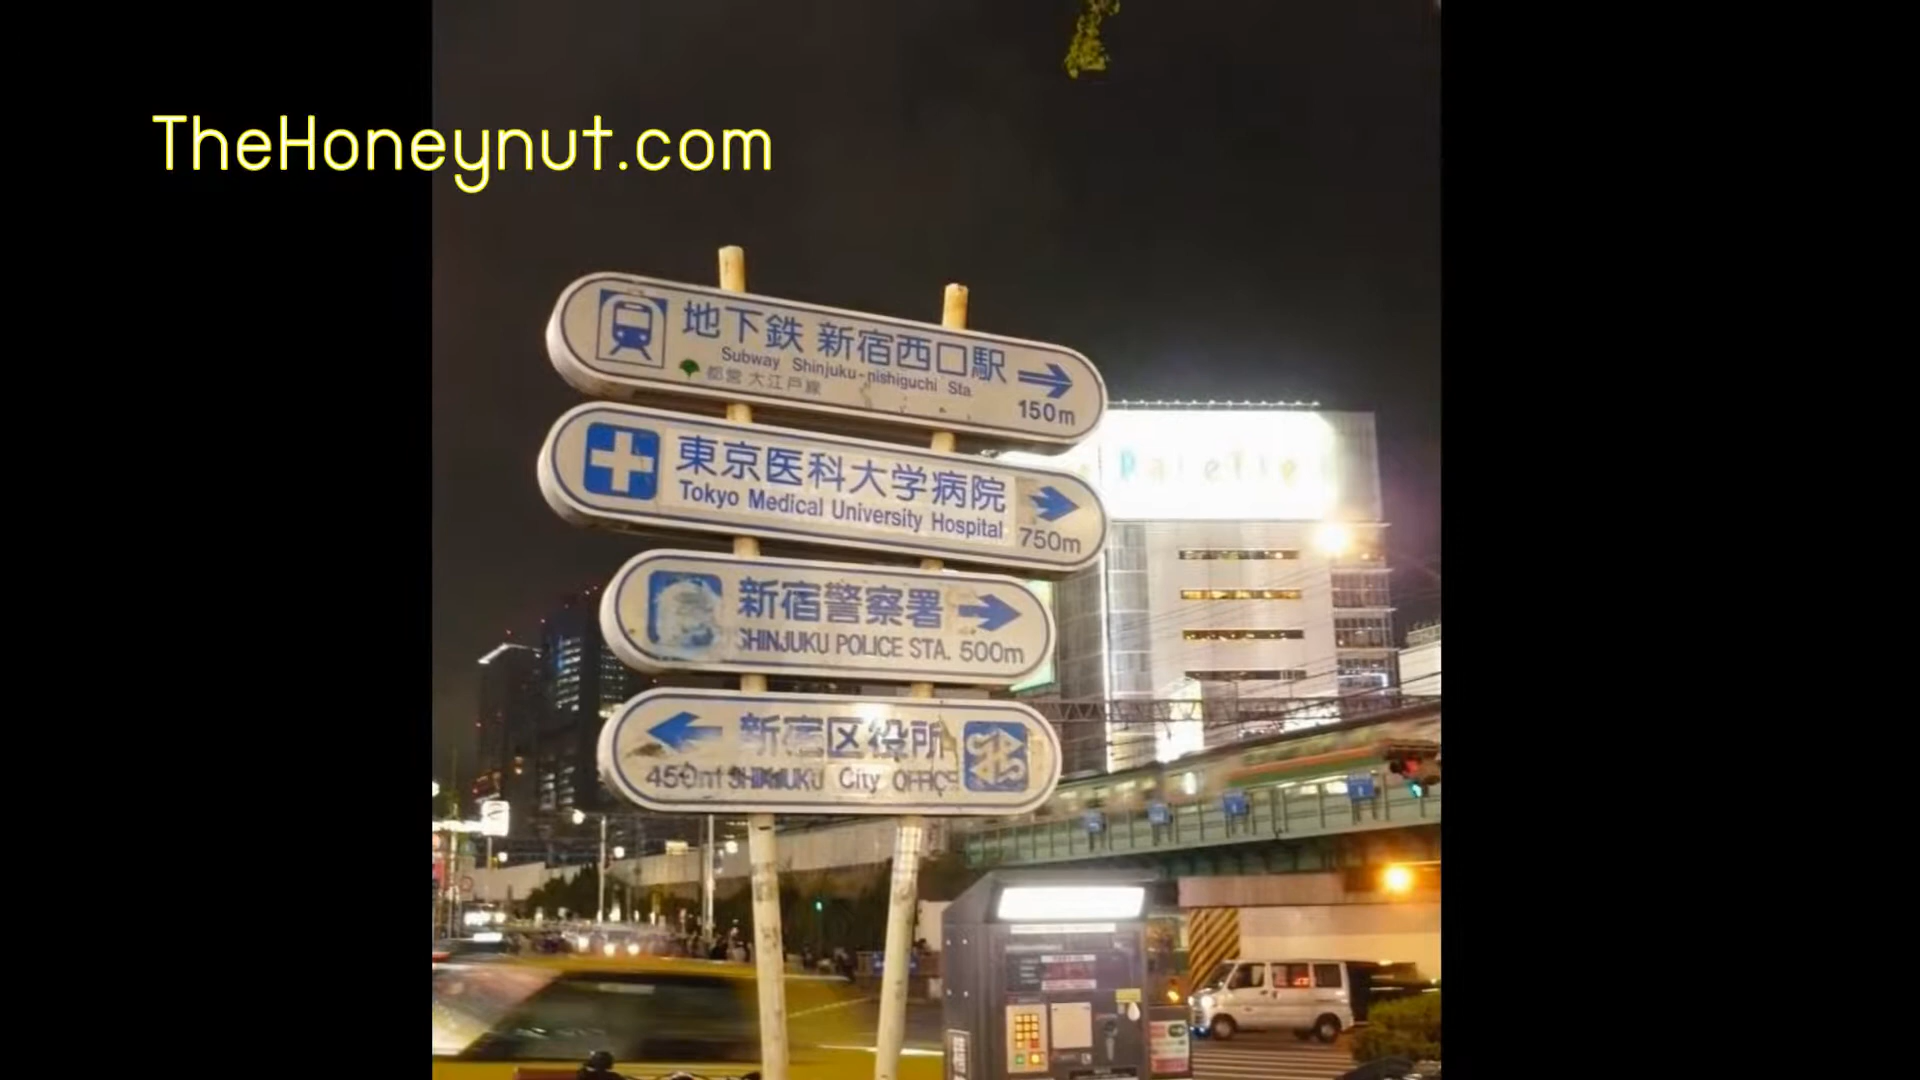 TheHoneynut.com
地下鉄 新宿西口駅
Subway Shinjuku-nishiguchi Sta.
都営 大江戸線
150m
東京医科大学病院
Tokyo Medical University Hospital
750m
新宿警察署
SHINJUKU POLICE STA. 500m
新宿区役所
450m SHINJUKU City OFFICE
Palette